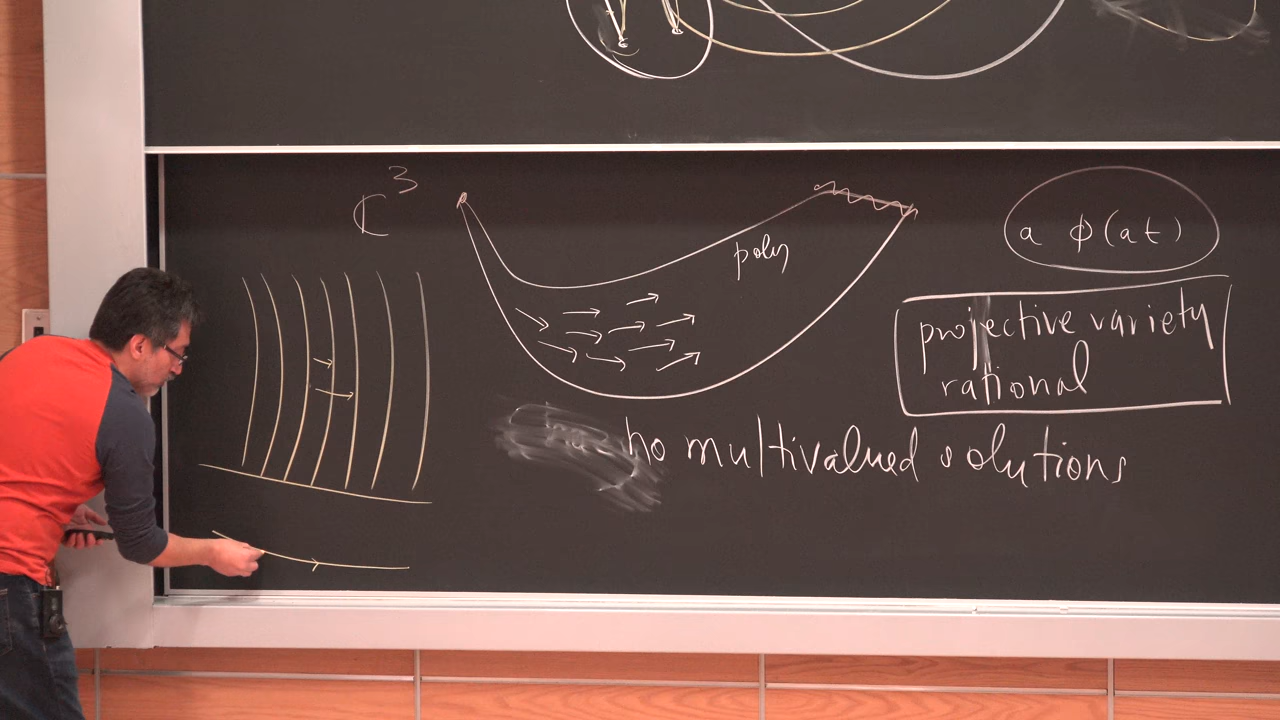 ℂ³
poly
a ϕ(at)
projective variety
rational
no multivalued solutions